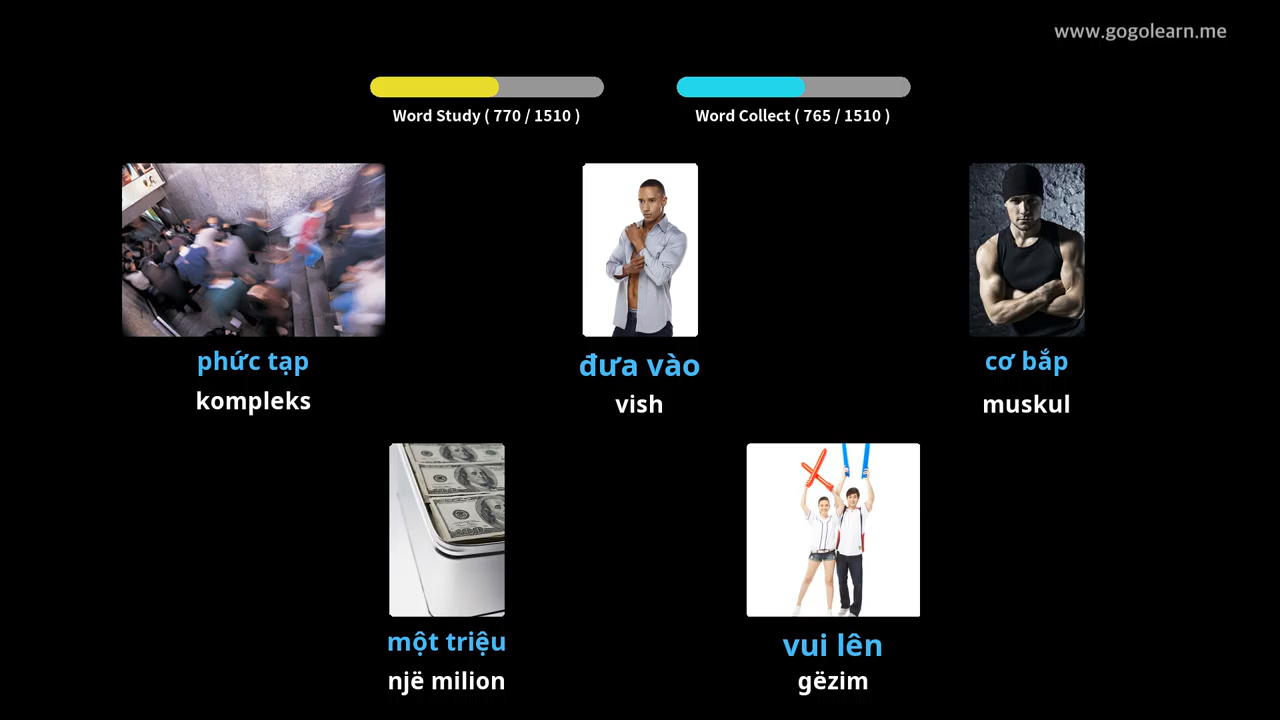 www.gogolearn.me
Word Study ( 770 / 1510 )
Word Collect ( 765 / 1510 )
phức tạp
kompleks
đưa vào
vish
cơ bắp
muskul
một triệu
një milion
vui lên
gëzim